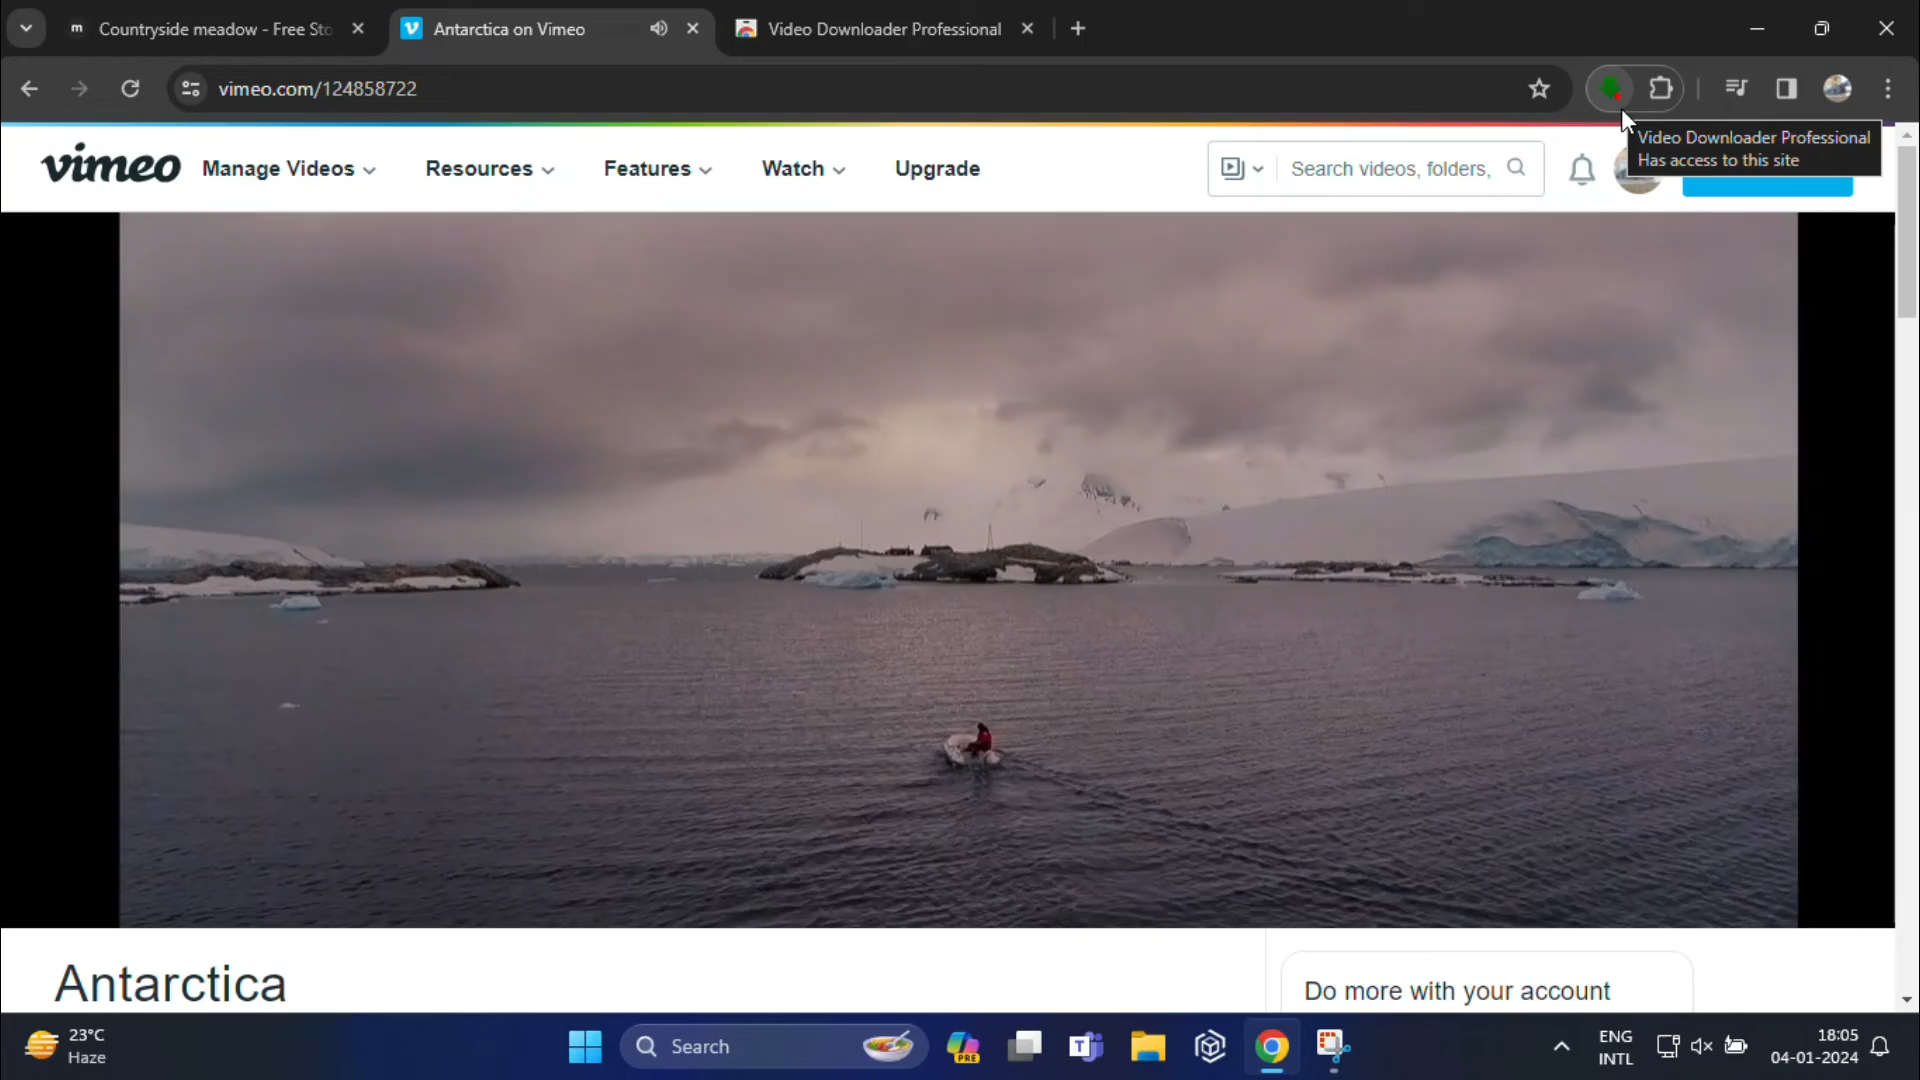 m Countryside meadow - Free Sto
Antarctica on Vimeo
Video Downloader Professional
vimeo.com/124858722
Video Downloader Professional
Has access to this site
vimeo
Manage Videos
Resources
Features
Watch
Upgrade
Search videos, folders,
Antarctica
Do more with your account
23°C
Haze
Search
PRE
T
ENG
INTL
18:05
04-01-2024